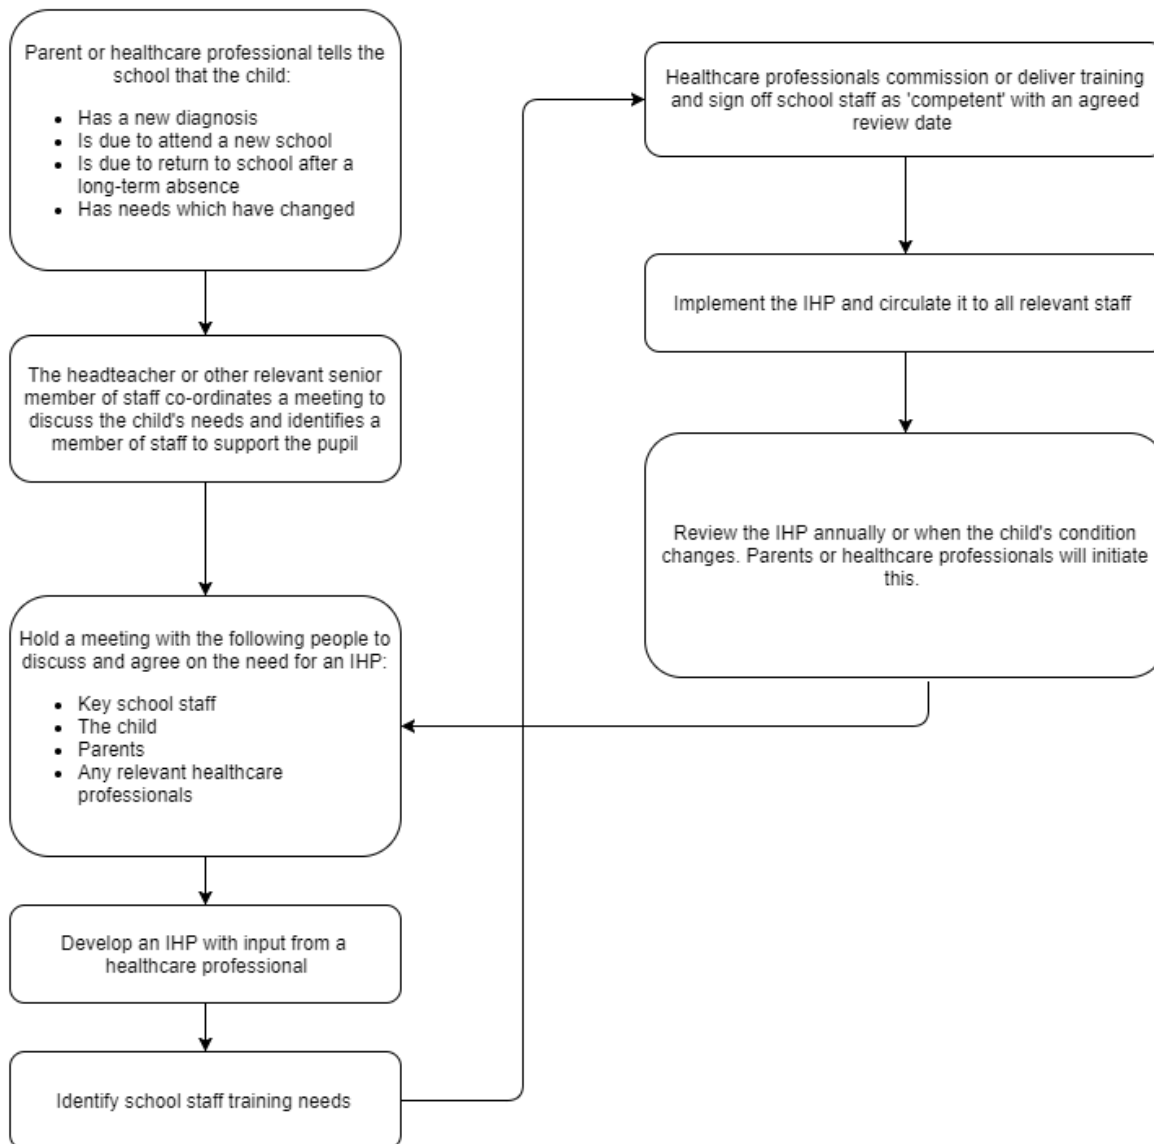 Parent or healthcare professional tells the
school that the child:
• Has a new diagnosis
• Is due to attend a new school
• Is due to return to school after a
long-term absence
• Has needs which have changed
The headteacher or other relevant senior
member of staff co-ordinates a meeting to
discuss the child's needs and identifies a
member of staff to support the pupil
Hold a meeting with the following people to
discuss and agree on the need for an IHP:
• Key school staff
• The child
• Parents
• Any relevant healthcare
professionals
Develop an IHP with input from a
healthcare professional
Identify school staff training needs
Healthcare professionals commission or deliver training
and sign off school staff as 'competent' with an agreed
review date
Implement the IHP and circulate it to all relevant staff
Review the IHP annually or when the child's condition
changes. Parents or healthcare professionals will initiate
this.